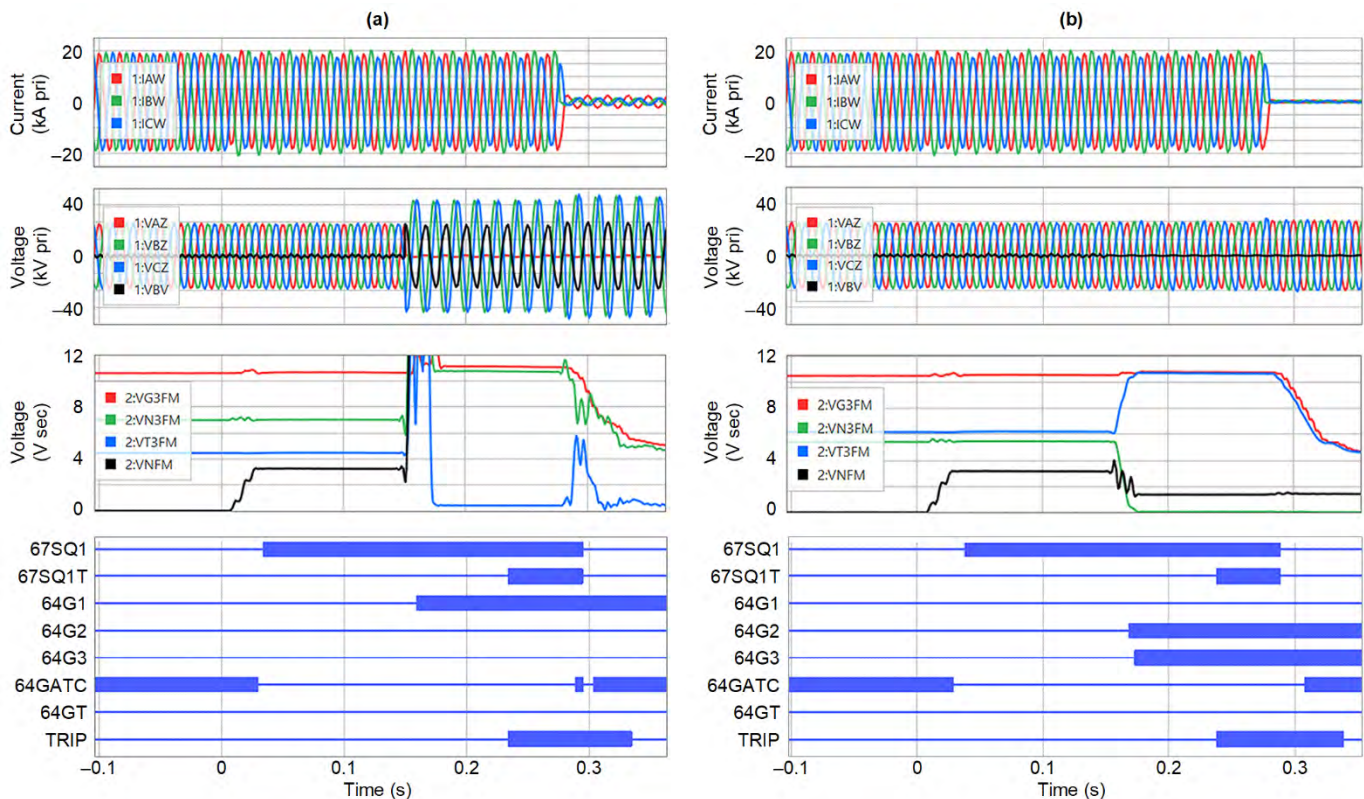 (a)
20
0
–20
Current
(kA pri)
1:IAW
1:IBW
1:ICW
40
0
–40
Voltage
(kV pri)
1:VAZ
1:VBZ
1:VCZ
1:VBV
12
8
4
0
Voltage
(V sec)
2:VG3FM
2:VN3FM
2:VT3FM
2:VNFM
67SQ1
67SQ1T
64G1
64G2
64G3
64GATC
64GT
TRIP
–0.1 0 0.1 0.2 0.3
Time (s)
(b)
20
0
–20
Current
(kA pri)
1:IAW
1:IBW
1:ICW
40
0
–40
Voltage
(kV pri)
1:VAZ
1:VBZ
1:VCZ
1:VBV
12
8
4
0
Voltage
(V sec)
2:VG3FM
2:VN3FM
2:VT3FM
2:VNFM
67SQ1
67SQ1T
64G1
64G2
64G3
64GATC
64GT
TRIP
–0.1 0 0.1 0.2 0.3
Time (s)